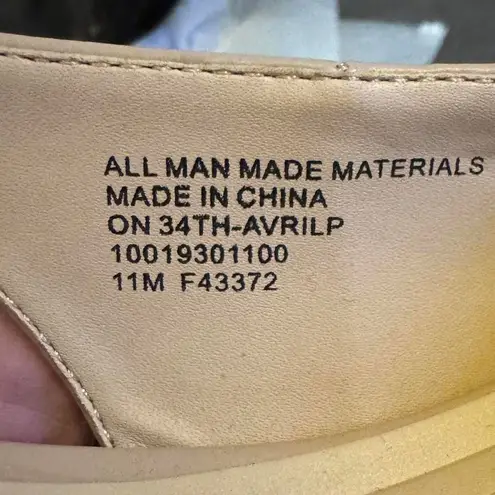 ALL MAN MADE MATERIALS
MADE IN CHINA
ON 34TH-AVRILP
10019301100
11M F43372